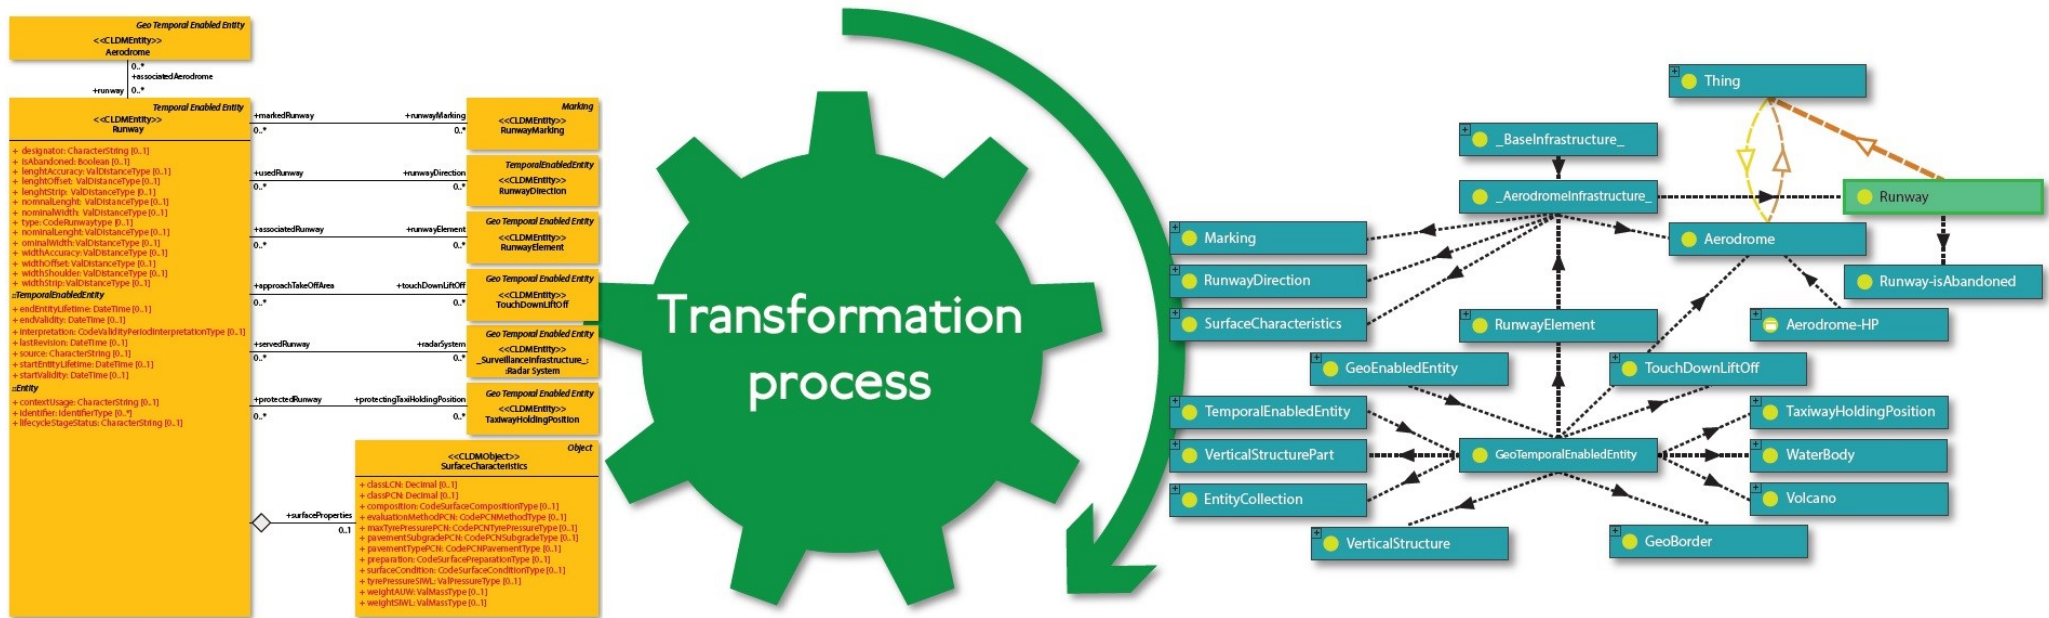 Geo Temporal Enabled Entity
<<CLDMEntity>>
Aerodrome
0..*
+associatedAerodrome
+runway 0..*
Temporal Enabled Entity
<<CLDMEntity>>
Runway
+ designator: CharacterString [0..1]
+ isAbandoned: Boolean [0..1]
+ lenghtAccuracy: ValDistanceType [0..1]
+ lenghtOffset: ValDistanceType [0..1]
+ lenghtStrip: ValDistanceType [0..1]
+ nomnalLenght: ValDistanceType [0..1]
+ nominalWidth: ValDistanceType [0..1]
+ type: CodeRunwaytype [0..1]
+ nominalLenght: ValDistanceType [0..1]
+ ominalWidth: ValDistanceType [0..1]
+ widthAccuracy: ValDistanceType [0..1]
+ widthOffset: ValDistanceType [0..1]
+ widthShoulder: ValDistanceType [0..1]
+ widthStrip: ValDistanceType [0..1]
::TemporalEnabledEntity
+ endEntityLifetime: DateTime [0..1]
+ endValidity: DateTime [0..1]
+ interpretation: CodeValidityPeriodInterpretationType [0..1]
+ lastRevision: DateTime [0..1]
+ source: CharacterString [0..1]
+ startEntityLifetime: DateTime [0..1]
+ startValidity: DateTime [0..1]
::Entity
+ contextUsage: CharacterString [0..1]
+ identifier: IdentifierType [0..*]
+ lifecycleStageStatus: CharacterString [0..1]
+markedRunway +runwayMarking
0..* 0..*
Marking
<<CLDMEntity>>
RunwayMarking
+usedRunway +runwayDirection
0..* 0..*
TemporalEnabledEntity
<<CLDMEntity>>
RunwayDirection
+associatedRunway +runwayElement
0..* 0..*
Geo Temporal Enabled Entity
<<CLDMEntity>>
RunwayElement
+approachTakeOffArea +touchDownLiftOff
0..* 0..*
Geo Temporal Enabled Entity
<<CLDMEntity>>
TouchDownLiftOff
+servedRunway +radarSystem
0..* 0..*
Geo Temporal Enabled Entity
<<CLDMEntity>>
_SurveillanceInfrastructure_:
:Radar System
+protectedRunway +protectingTaxiHoldingPosition
0..* 0..*
Geo Temporal Enabled Entity
<<CLDMEntity>>
TaxiwayHoldingPosition
+surfaceProperties
0..1
Object
<<CLDMObject>>
SurfaceCharacteristics
+ classLCN: Decimal [0..1]
+ classPCN: Decimal [0..1]
+ composition: CodeSurfaceCompositionType [0..1]
+ evaluationMethodPCN: CodePCNMethodType [0..1]
+ maxTyrePressurePCN: CodePCNTyrePressureType [0..1]
+ pavementSubgradePCN: CodePCNSubgradeType [0..1]
+ pavementTypePCN: CodePCNPavementType [0..1]
+ preparation: CodeSurfacePreparationType [0..1]
+ surfaceCondition: CodeSurfaceConditionType [0..1]
+ tyrePressureSIWL: ValPressureType [0..1]
+ weightAUW: ValMassType [0..1]
+ weightSIWL: ValMassType [0..1]
Transformation
process
Thing
_BaseInfrastructure_
_AerodromeInfrastructure_
Runway
Marking
Aerodrome
RunwayDirection
Runway-isAbandoned
SurfaceCharacteristics
RunwayElement
Aerodrome-HP
GeoEnabledEntity
TouchDownLiftOff
TemporalEnabledEntity
TaxiwayHoldingPosition
VerticalStructurePart
GeoTemporalEnabledEntity
WaterBody
EntityCollection
Volcano
VerticalStructure
GeoBorder